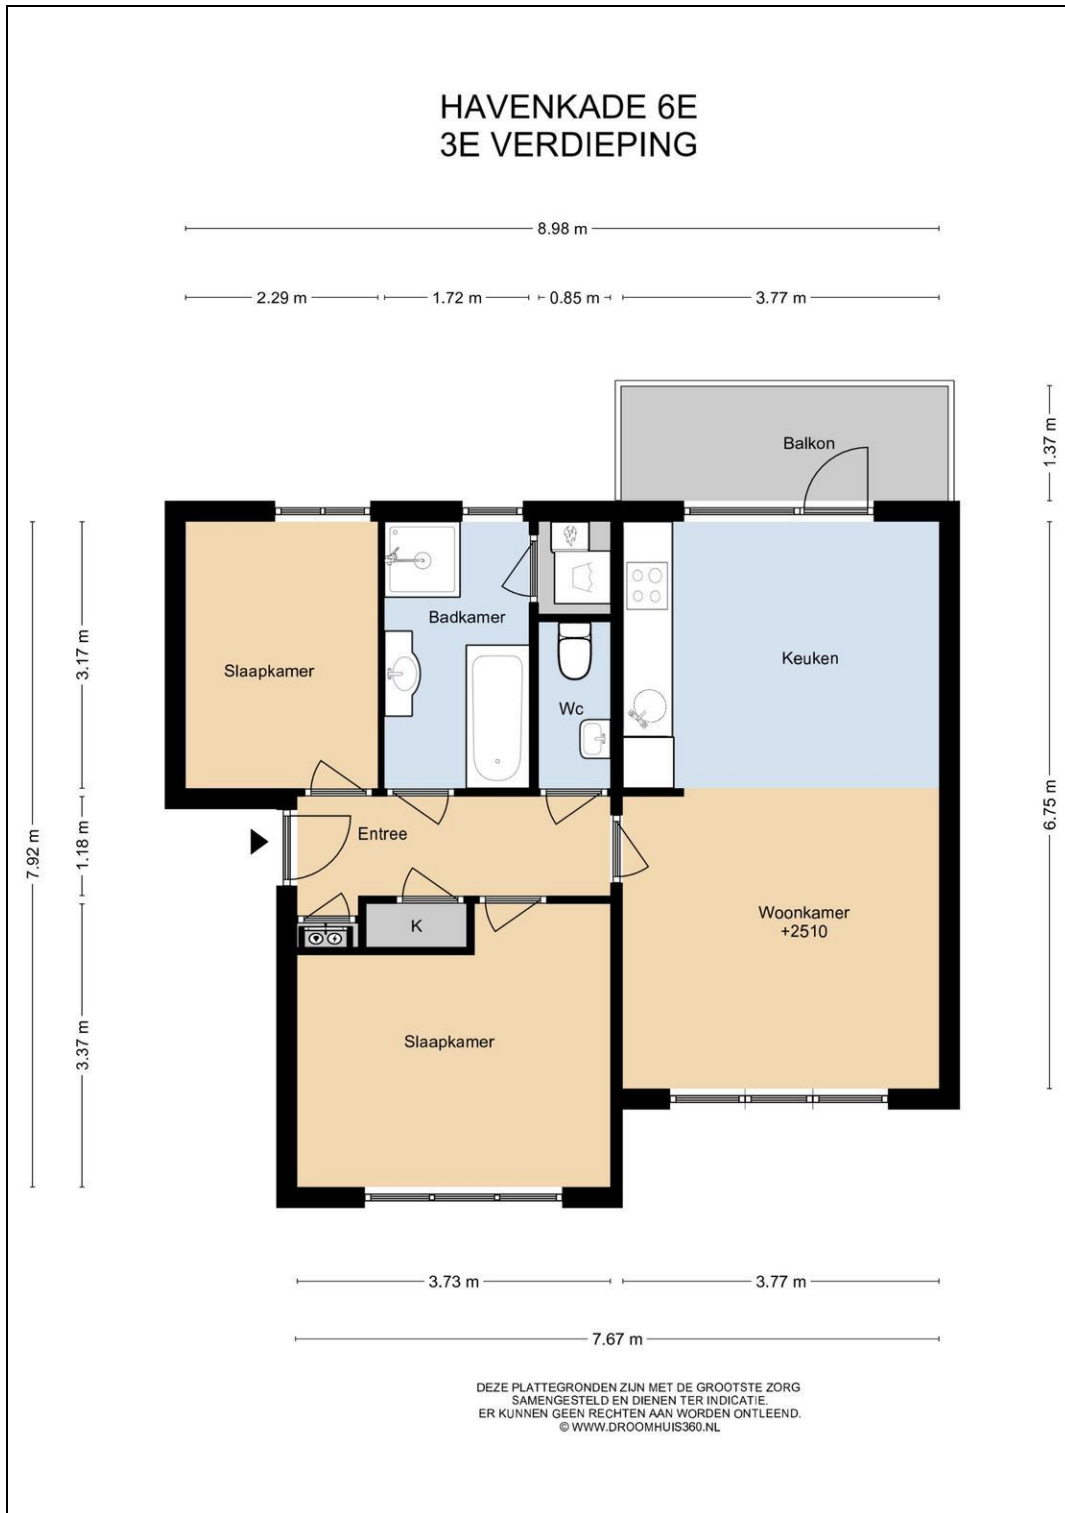 HAVENKADE 6E
3E VERDIEPING
8.98 m
2.29 m
1.72 m
0.85 m
3.77 m
1.37 m
Balkon
3.17 m
Badkamer
Slaapkamer
Keuken
Wc
6.75 m
7.92 m
1.18 m
Entree
K
Woonkamer
+2510
3.37 m
Slaapkamer
3.73 m
3.77 m
7.67 m
DEZE PLATTEGRONDEN ZIJN MET DE GROOTSTE ZORG
SAMENGESTELD EN DIENEN TER INDICATIE.
ER KUNNEN GEEN RECHTEN AAN WORDEN ONTLEEND.
© WWW.DROOMHUIS360.NL